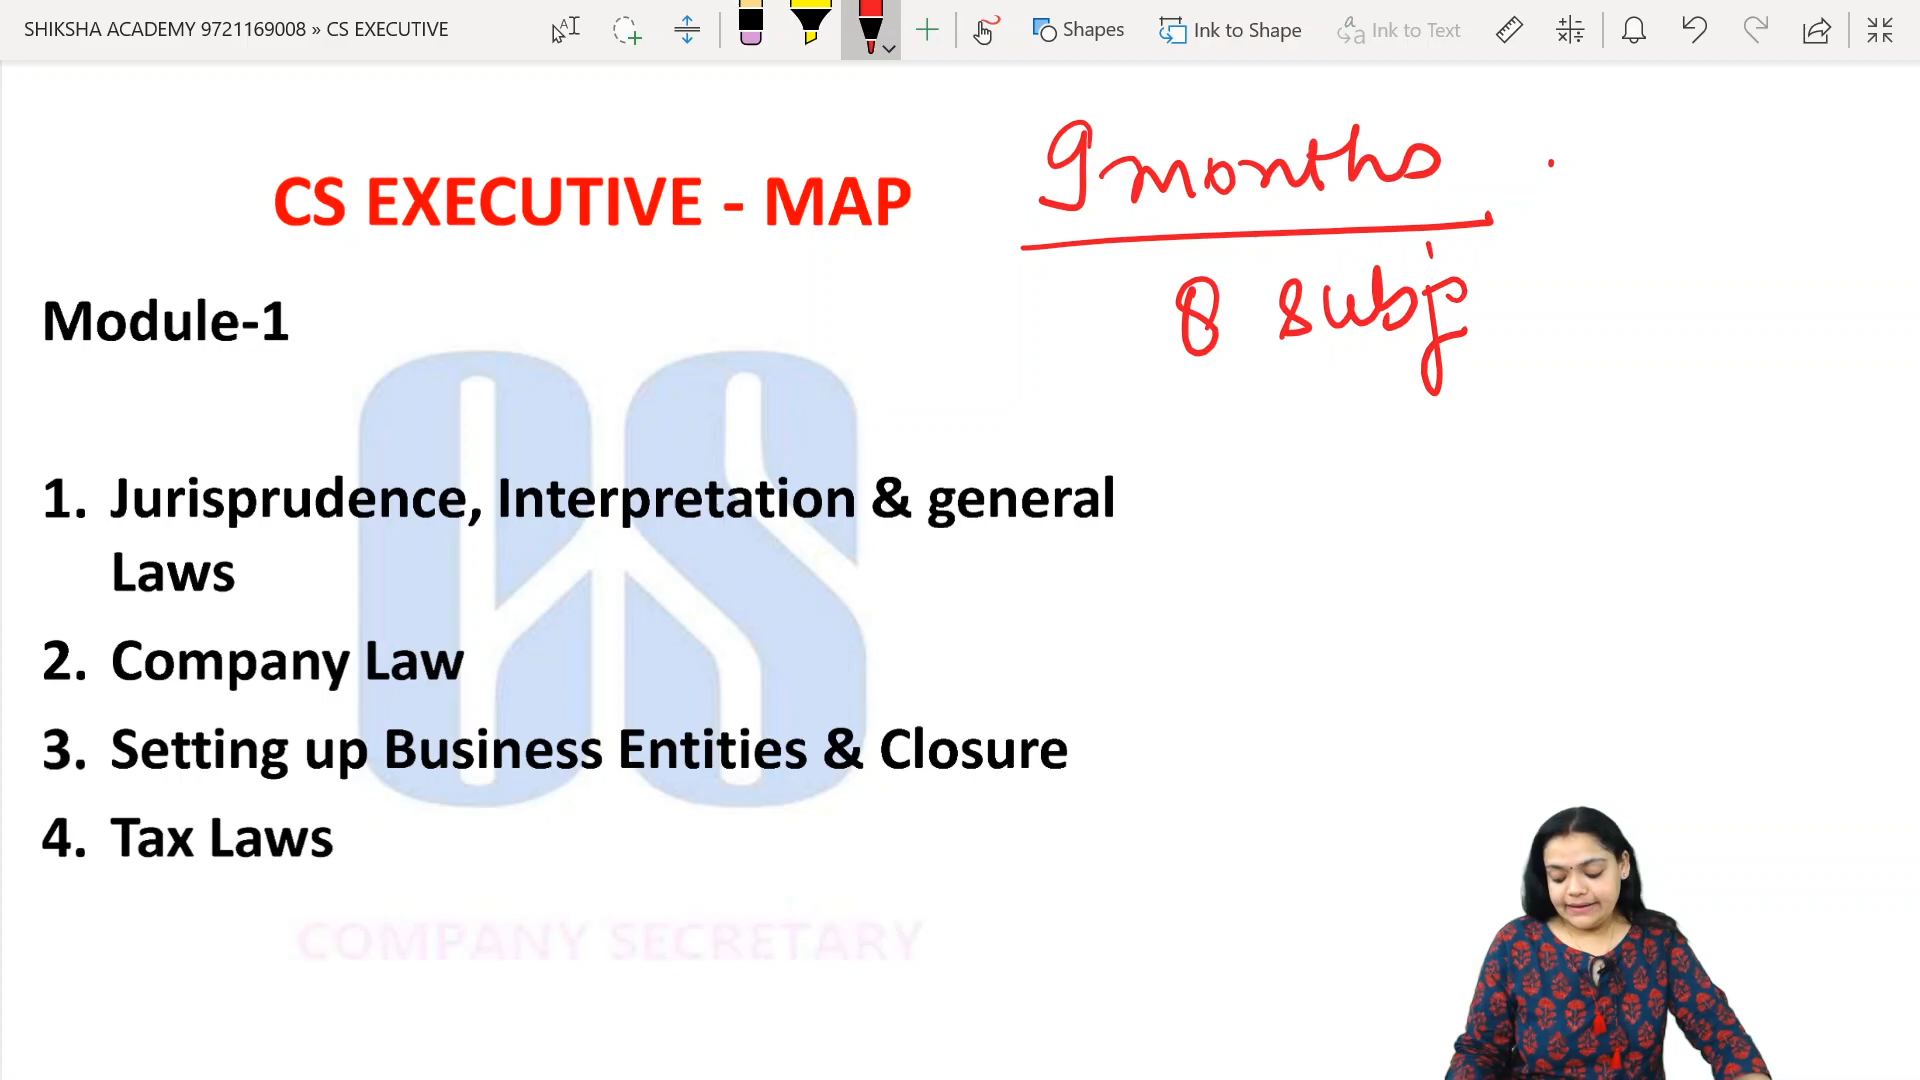 SHIKSHA ACADEMY 9721169008 » CS EXECUTIVE
Shapes
Ink to Shape
Ink to Text
CS EXECUTIVE - MAP
9 months
8 subj
Module-1
1. Jurisprudence, Interpretation & general
Laws
2. Company Law
3. Setting up Business Entities & Closure
4. Tax Laws
CS
COMPANY SECRETARY